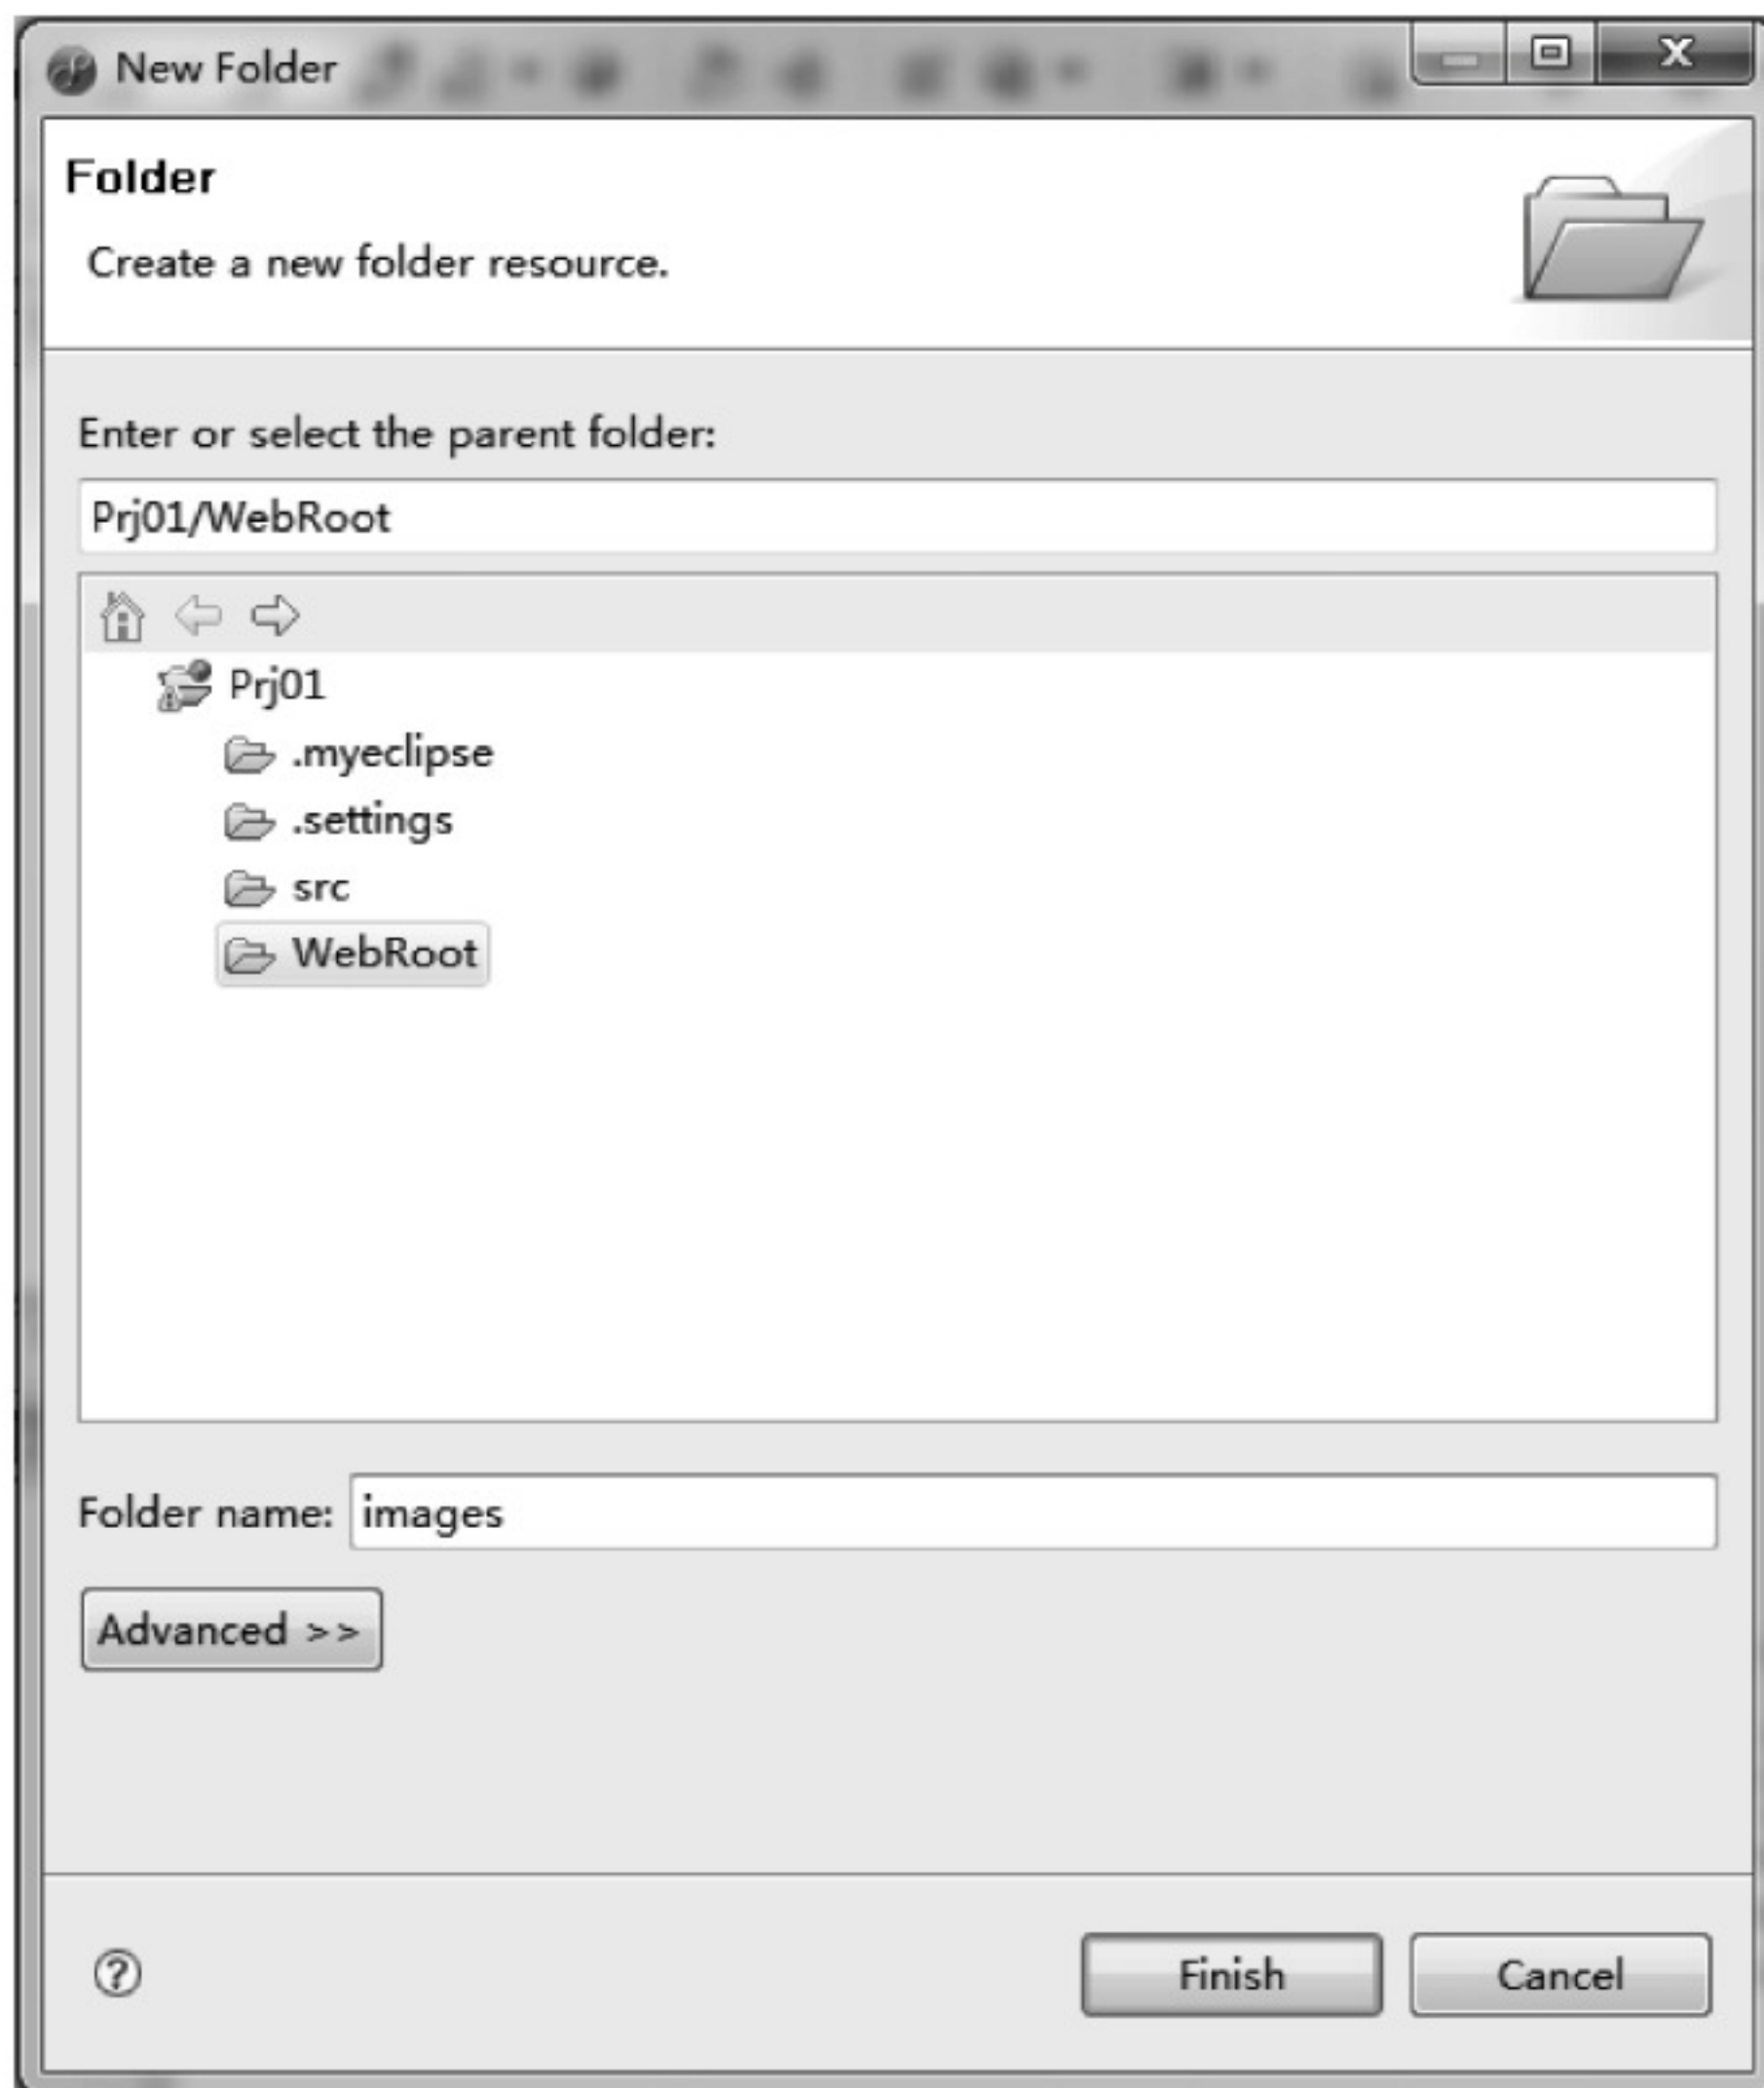 New Folder
Folder
Create a new folder resource.
Enter or select the parent folder:
Prj01/WebRoot
Prj01
.myeclipse
.settings
src
WebRoot
Folder name: images
Advanced >>
Finish Cancel